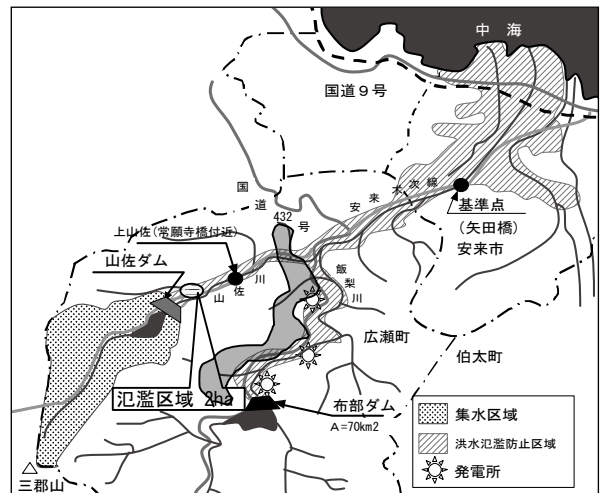 中 海
国道９号
国道
432
号
安来木次線
上山佐(常願寺橋付近)
基準点
(矢田橋)
安来市
山佐ダム
山佐川
飯梨川
広瀬町
伯太町
氾濫区域 2ha
布部ダム
A=70km2
三郡山
集水区域
洪水氾濫防止区域
発電所